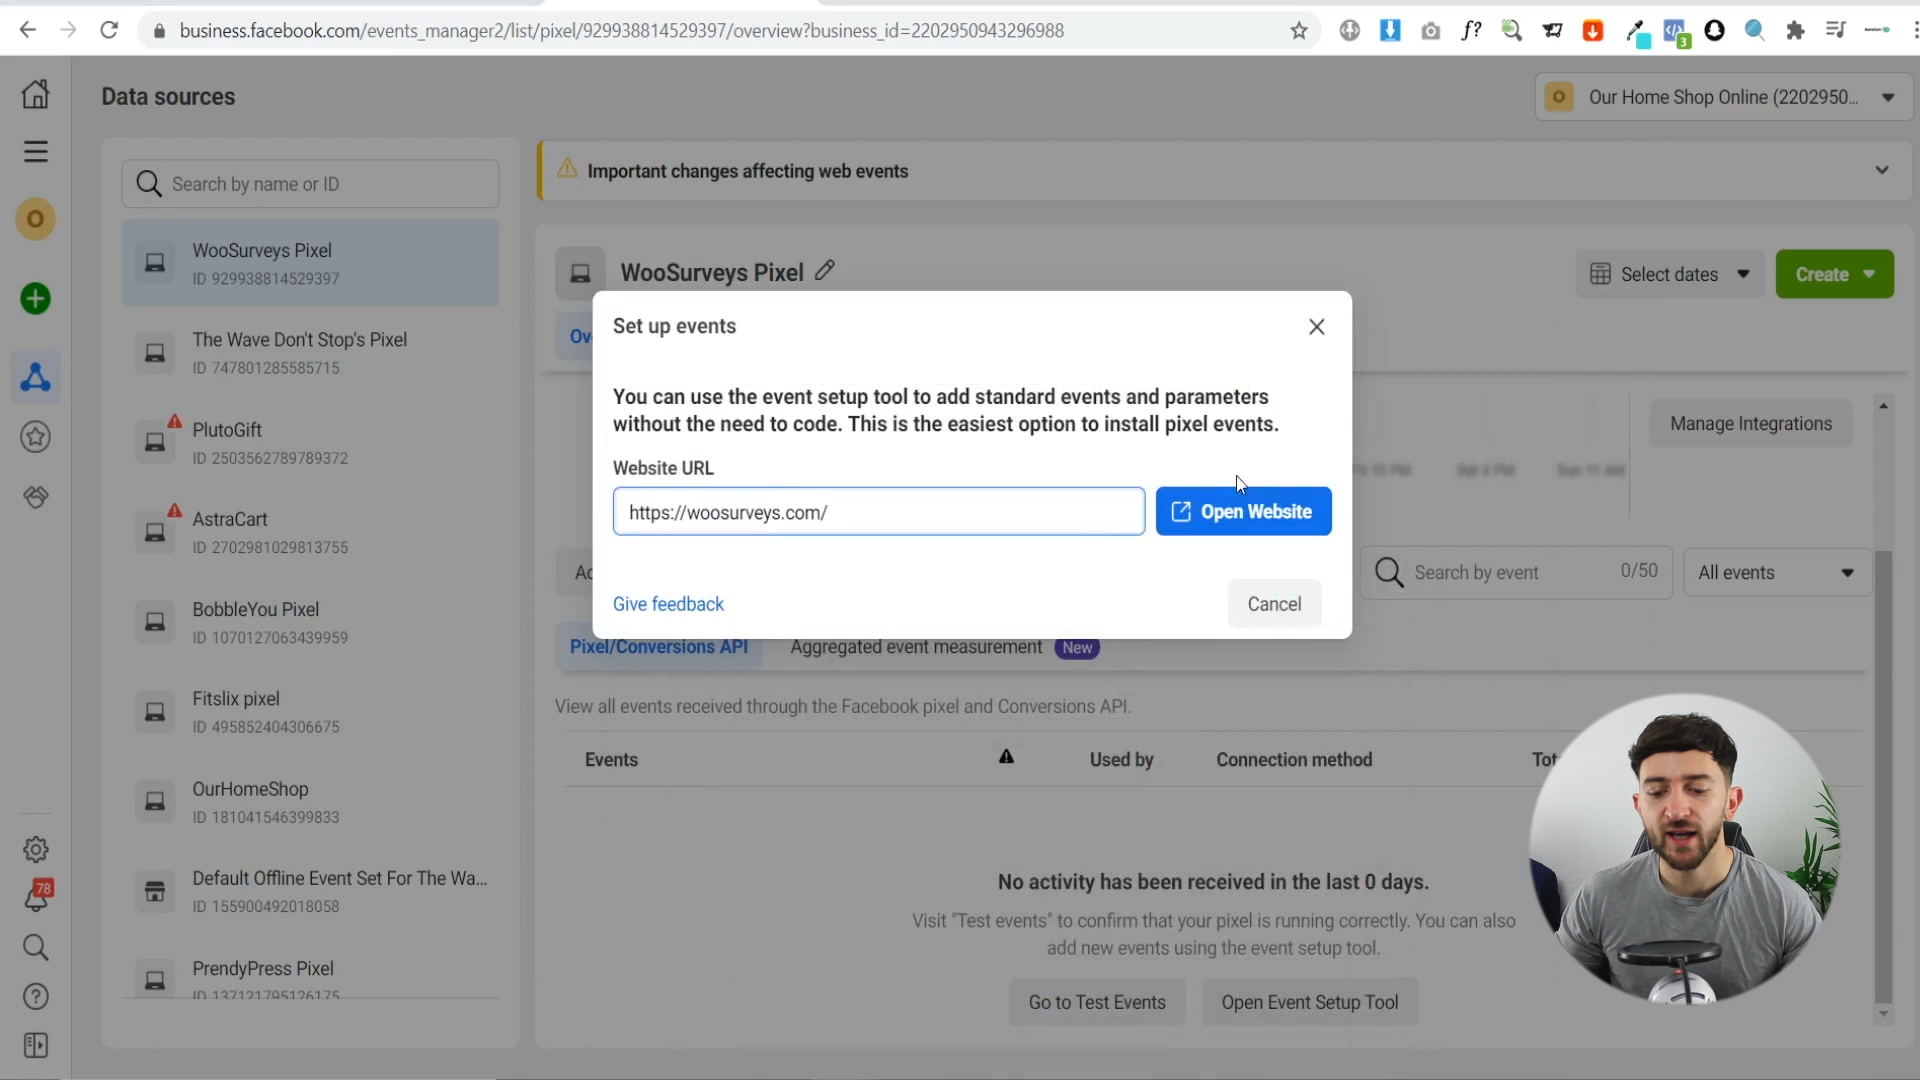 business.facebook.com/events_manager2/list/pixel/929938814529397/overview?business_id=2202950943296988
f?
3
Data sources
O
Our Home Shop Online (2202950...
Search by name or ID
Important changes affecting web events
O
WooSurveys Pixel
ID 929938814529397
WooSurveys Pixel
Select dates
Create
The Wave Don't Stop's Pixel
ID 747801285585715
Ov
Set up events
You can use the event setup tool to add standard events and parameters
without the need to code. This is the easiest option to install pixel events.
Manage Integrations
PlutoGift
ID 2503562789789372
Website URL
https://woosurveys.com/
Open Website
AstraCart
ID 2702981029813755
Search by event
0/50
All events
Give feedback
Cancel
BobbleYou Pixel
ID 1070127063439959
Pixel/Conversions API
Aggregated event measurement
New
Fitslix pixel
ID 495852404306675
View all events received through the Facebook pixel and Conversions API.
Events
Used by
Connection method
Tot
OurHomeShop
ID 181041546399833
Default Offline Event Set For The Wa...
ID 155900492018058
78
No activity has been received in the last 0 days.
Visit "Test events" to confirm that your pixel is running correctly. You can also
add new events using the event setup tool.
PrendyPress Pixel
ID 137121795126175
Go to Test Events
Open Event Setup Tool